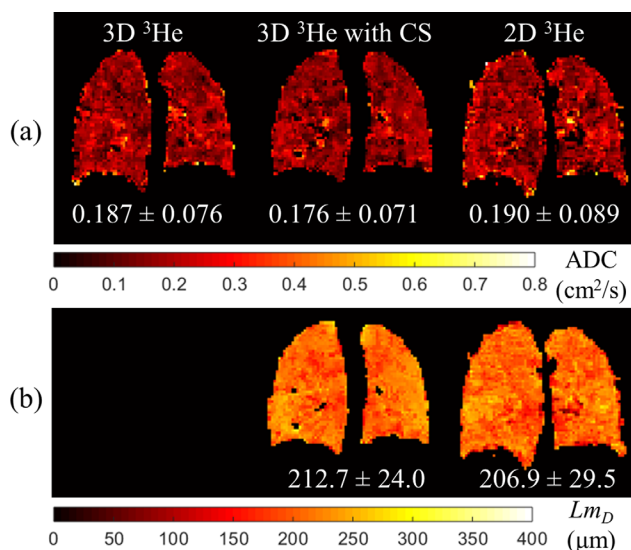 3D ³He 3D ³He with CS 2D ³He
(a)
0.187 ± 0.076 0.176 ± 0.071 0.190 ± 0.089
0 0.1 0.2 0.3 0.4 0.5 0.6 0.7 0.8
ADC
(cm²/s)
(b)
212.7 ± 24.0 206.9 ± 29.5
0 50 100 150 200 250 300 350 400
Lm_D
(μm)